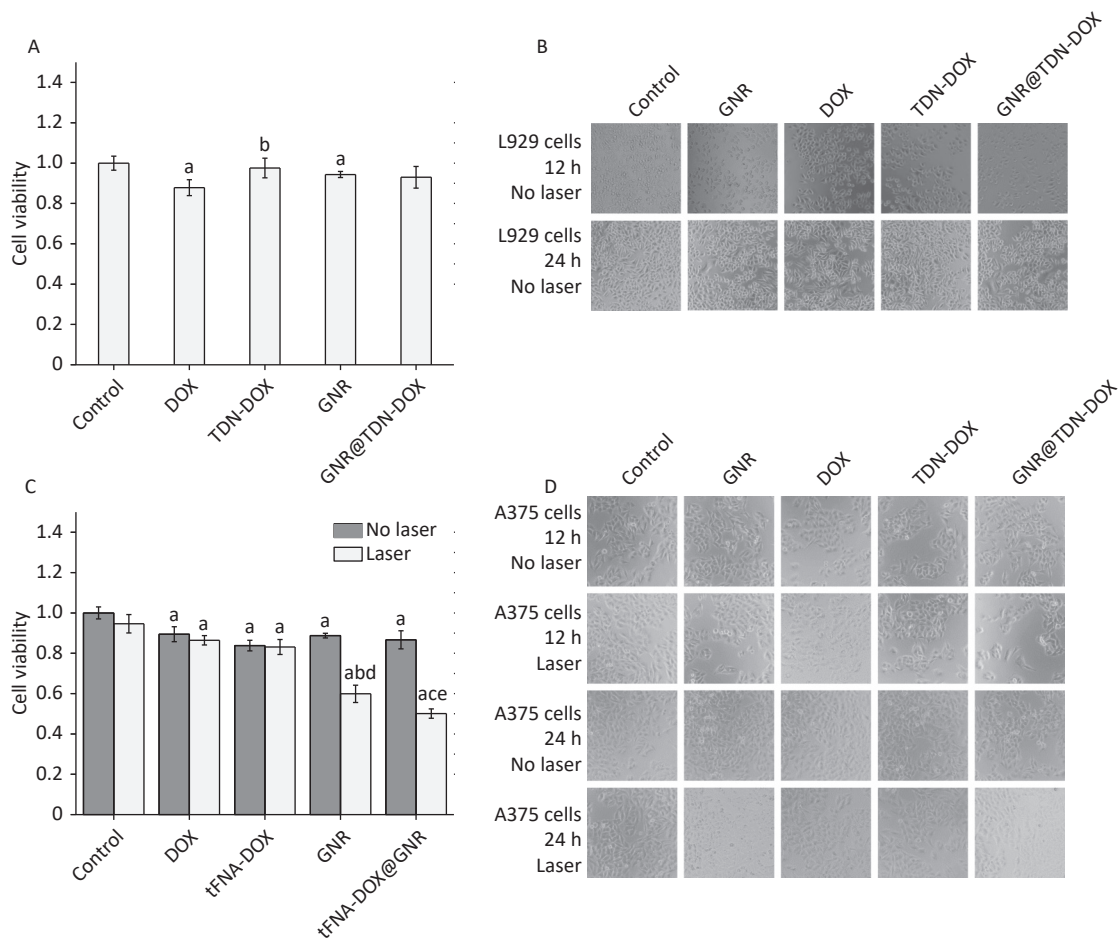 A
Cell viability
1.4
1.2
1.0
0.8
0.6
0.4
0.2
0
a
b
a
Control
DOX
TDN-DOX
GNR
GNR@TDN-DOX
B
Control
GNR
DOX
TDN-DOX
GNR@TDN-DOX
L929 cells
12 h
No laser
L929 cells
24 h
No laser
C
Cell viability
1.4
1.2
1.0
0.8
0.6
0.4
0.2
0
No laser
Laser
a
a
a
a
a
abd
a
ace
Control
DOX
tFNA-DOX
GNR
tFNA-DOX@GNR
D
Control
GNR
DOX
TDN-DOX
GNR@TDN-DOX
A375 cells
12 h
No laser
A375 cells
12 h
Laser
A375 cells
24 h
No laser
A375 cells
24 h
Laser